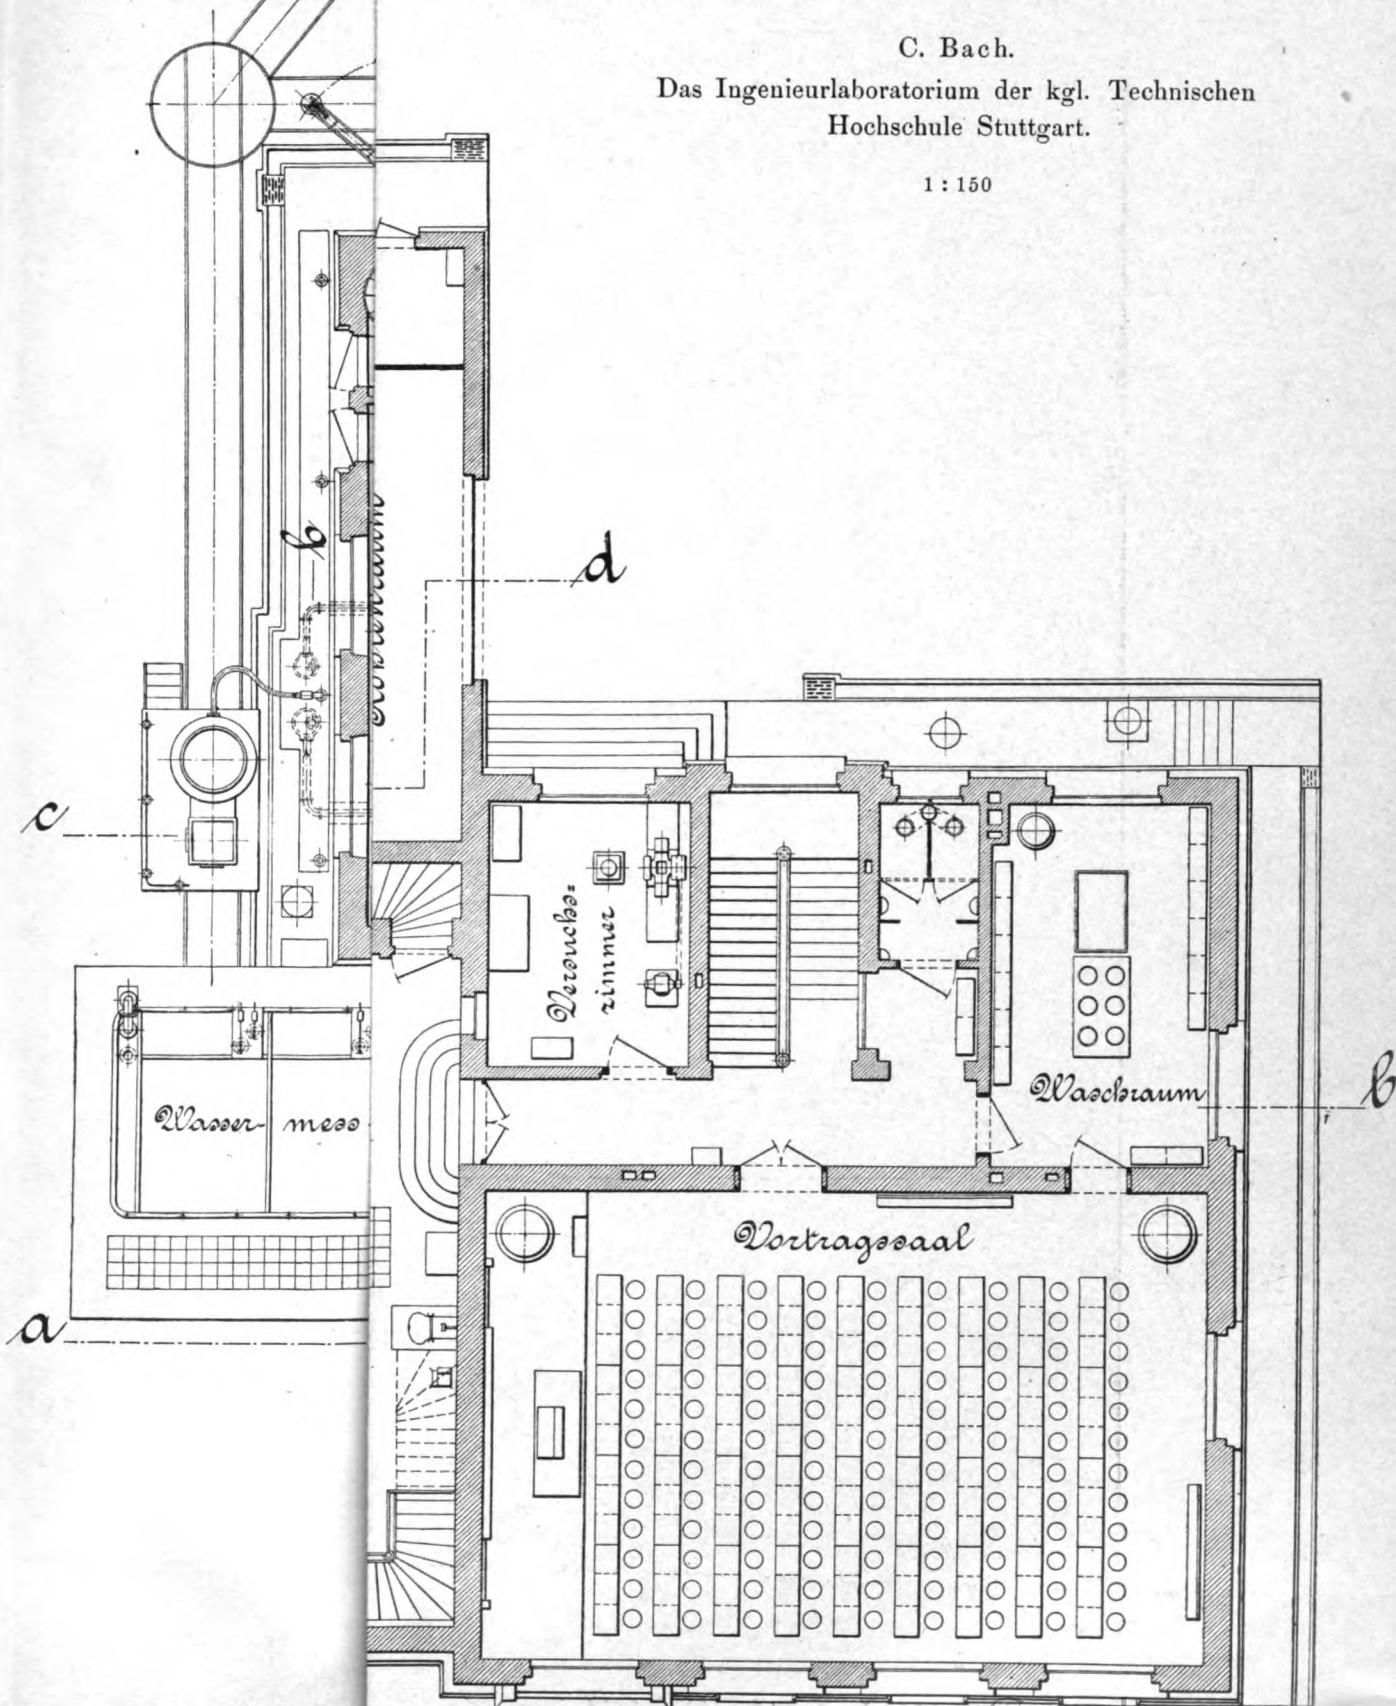 C. Bach.
Das Ingenieurlaboratorium der kgl. Technischen
Hochschule Stuttgart.
1 : 150
b
d
c
Versuchs=
zimmer
Waschraum
b
Wasser- mess
Vortragssaal
a